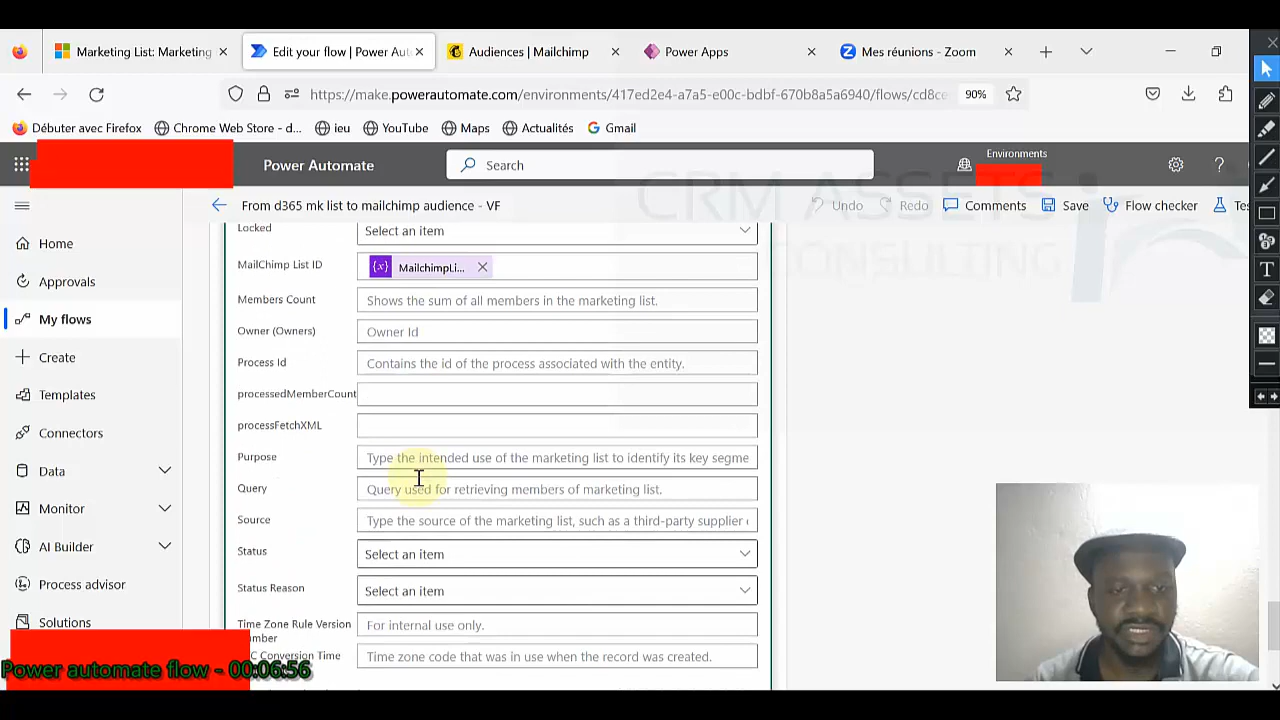 Marketing List: Marketing
Edit your flow | Power Aut
Audiences | Mailchimp
Power Apps
Mes réunions - Zoom
https://make.powerautomate.com/environments/417ed2e4-a7a5-e00c-bdbf-670b8a5a6940/flows/cd8ce
90%
Débuter avec Firefox
Chrome Web Store - d...
ieu
YouTube
Maps
Actualités
Gmail
Power Automate
Search
Environments
CRM ASSETS
CONSULTING
From d365 mk list to mailchimp audience - VF
Undo
Redo
Comments
Save
Flow checker
Tes
Home
Approvals
My flows
Create
Templates
Connectors
Data
Monitor
AI Builder
Process advisor
Solutions
Locked Select an item
MailChimp List ID MailchimpLi...
Members Count Shows the sum of all members in the marketing list.
Owner (Owners) Owner Id
Process Id Contains the id of the process associated with the entity.
processedMemberCount
processFetchXML
Purpose Type the intended use of the marketing list to identify its key segme
Query Query used for retrieving members of marketing list.
Source Type the source of the marketing list, such as a third-party supplier
Status Select an item
Status Reason Select an item
Time Zone Rule Version For internal use only.
umber
C Conversion Time Time zone code that was in use when the record was created.
Power automate flow - 00:06:56